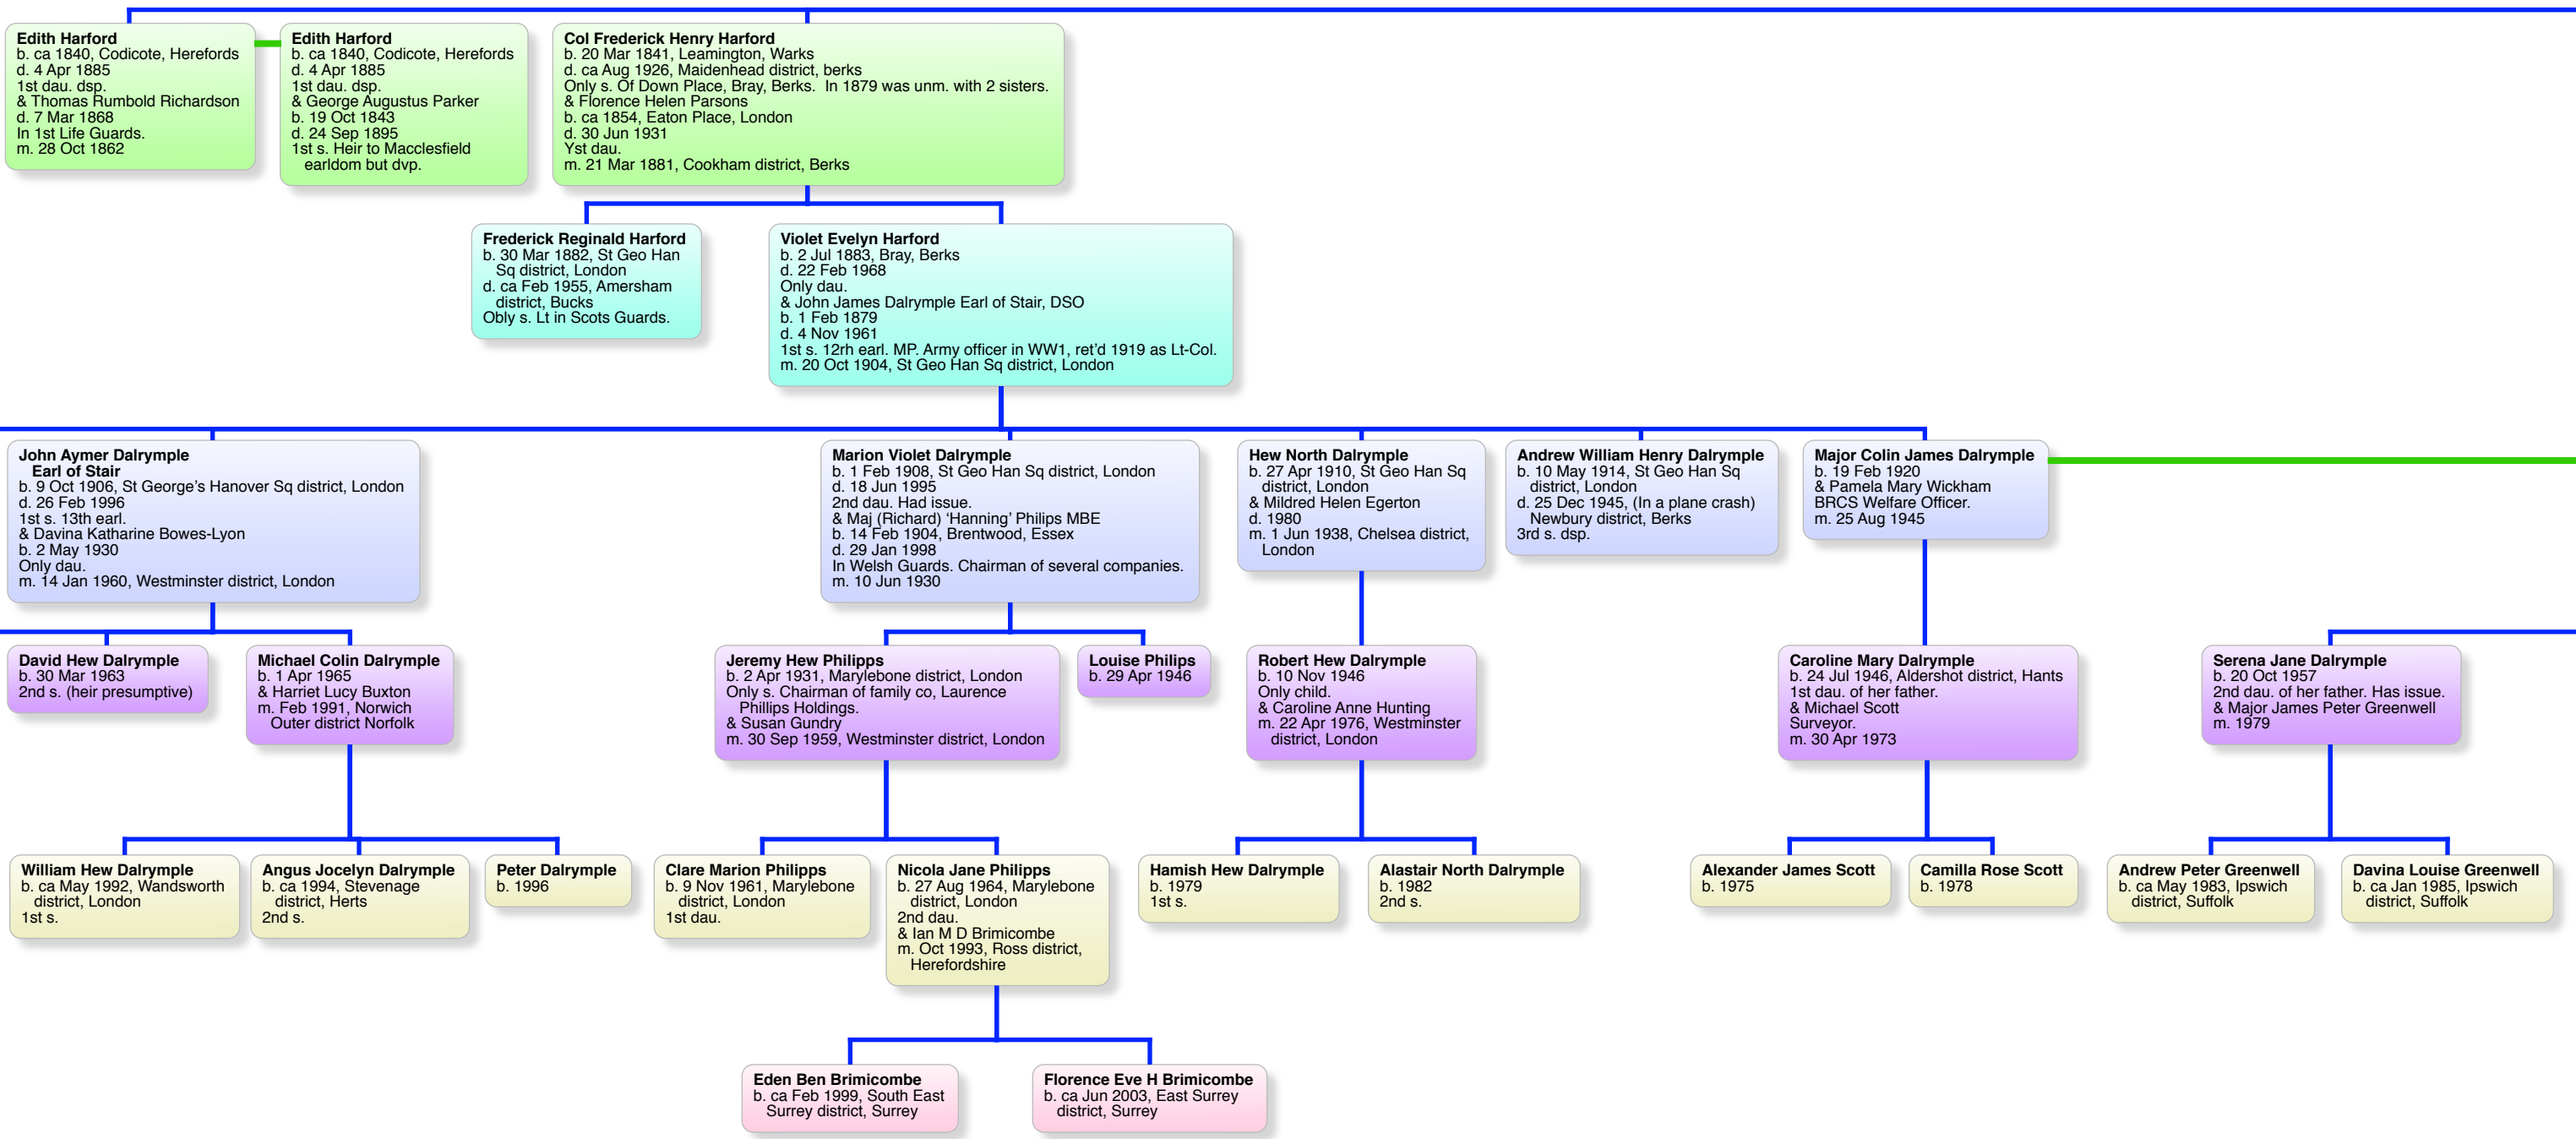 Edith Harford
b. ca 1840, Codicote, Herefords
d. 4 Apr 1885
1st dau. dsp.
& Thomas Rumbold Richardson
d. 7 Mar 1868
In 1st Life Guards.
m. 28 Oct 1862
Edith Harford
b. ca 1840, Codicote, Herefords
d. 4 Apr 1885
1st dau. dsp.
& George Augustus Parker
b. 19 Oct 1843
d. 24 Sep 1895
1st s. Heir to Macclesfield
earldom but dvp.
Col Frederick Henry Harford
b. 20 Mar 1841, Leamington, Warks
d. ca Aug 1926, Maidenhead district, berks
Only s. Of Down Place, Bray, Berks.  In 1879 was unm. with 2 sisters.
& Florence Helen Parsons
b. ca 1854, Eaton Place, London
d. 30 Jun 1931
Yst dau.
m. 21 Mar 1881, Cookham district, Berks
Frederick Reginald Harford
b. 30 Mar 1882, St Geo Han
Sq district, London
d. ca Feb 1955, Amersham
district, Bucks
Obly s. Lt in Scots Guards.
Violet Evelyn Harford
b. 2 Jul 1883, Bray, Berks
d. 22 Feb 1968
Only dau.
& John James Dalrymple Earl of Stair, DSO
b. 1 Feb 1879
d. 4 Nov 1961
1st s. 12rh earl. MP. Army officer in WW1, ret’d 1919 as Lt-Col.
m. 20 Oct 1904, St Geo Han Sq district, London
John Aymer Dalrymple
Earl of Stair
b. 9 Oct 1906, St George’s Hanover Sq district, London
d. 26 Feb 1996
1st s. 13th earl.
& Davina Katharine Bowes-Lyon
b. 2 May 1930
Only dau.
m. 14 Jan 1960, Westminster district, London
Marion Violet Dalrymple
b. 1 Feb 1908, St Geo Han Sq district, London
d. 18 Jun 1995
2nd dau. Had issue.
& Maj (Richard) ‘Hanning’ Philips MBE
b. 14 Feb 1904, Brentwood, Essex
d. 29 Jan 1998
In Welsh Guards. Chairman of several companies.
m. 10 Jun 1930
Hew North Dalrymple
b. 27 Apr 1910, St Geo Han Sq
district, London
& Mildred Helen Egerton
d. 1980
m. 1 Jun 1938, Chelsea district,
London
Andrew William Henry Dalrymple
b. 10 May 1914, St Geo Han Sq
district, London
d. 25 Dec 1945, (In a plane crash)
Newbury district, Berks
3rd s. dsp.
Major Colin James Dalrymple
b. 19 Feb 1920
& Pamela Mary Wickham
BRCS Welfare Officer.
m. 25 Aug 1945
David Hew Dalrymple
b. 30 Mar 1963
2nd s. (heir presumptive)
Michael Colin Dalrymple
b. 1 Apr 1965
& Harriet Lucy Buxton
m. Feb 1991, Norwich
Outer district Norfolk
Jeremy Hew Philipps
b. 2 Apr 1931, Marylebone district, London
Only s. Chairman of family co, Laurence
Phillips Holdings.
& Susan Gundry
m. 30 Sep 1959, Westminster district, London
Louise Philips
b. 29 Apr 1946
Robert Hew Dalrymple
b. 10 Nov 1946
Only child.
& Caroline Anne Hunting
m. 22 Apr 1976, Westminster
district, London
Caroline Mary Dalrymple
b. 24 Jul 1946, Aldershot district, Hants
1st dau. of her father.
& Michael Scott
Surveyor.
m. 30 Apr 1973
Serena Jane Dalrymple
b. 20 Oct 1957
2nd dau. of her father. Has issue.
& Major James Peter Greenwell
m. 1979
William Hew Dalrymple
b. ca May 1992, Wandsworth
district, London
1st s.
Angus Jocelyn Dalrymple
b. ca 1994, Stevenage
district, Herts
2nd s.
Peter Dalrymple
b. 1996
Clare Marion Philipps
b. 9 Nov 1961, Marylebone
district, London
1st dau.
Nicola Jane Philipps
b. 27 Aug 1964, Marylebone
district, London
2nd dau.
& Ian M D Brimicombe
m. Oct 1993, Ross district,
Herefordshire
Hamish Hew Dalrymple
b. 1979
1st s.
Alastair North Dalrymple
b. 1982
2nd s.
Alexander James Scott
b. 1975
Camilla Rose Scott
b. 1978
Andrew Peter Greenwell
b. ca May 1983, Ipswich
district, Suffolk
Davina Louise Greenwell
b. ca Jan 1985, Ipswich
district, Suffolk
Eden Ben Brimicombe
b. ca Feb 1999, South East
Surrey district, Surrey
Florence Eve H Brimicombe
b. ca Jun 2003, East Surrey
district, Surrey